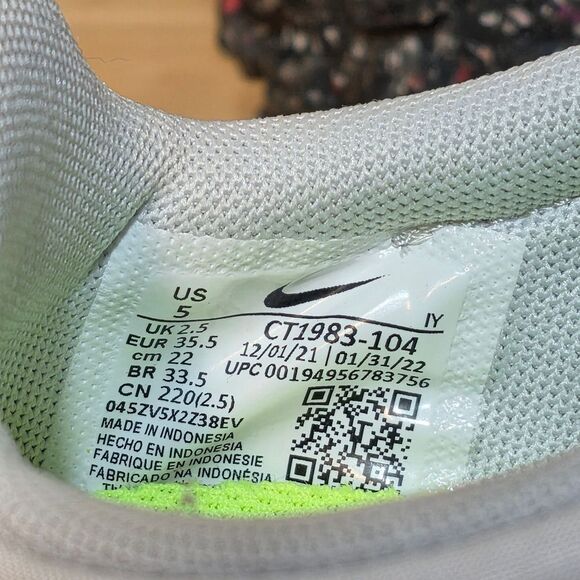 US
5
IY
UK 2.5
EUR 35.5
cm 22
BR 33.5
CN 220(2.5)
045ZV5X2Z38EV
MADE IN INDONESIA
HECHO EN INDONESIA
FABRIQUE EN INDONESIE
FABRICADO NA INDONESIA
CT1983-104
12/01/21 | 01/31/22
UPC 00194956783756